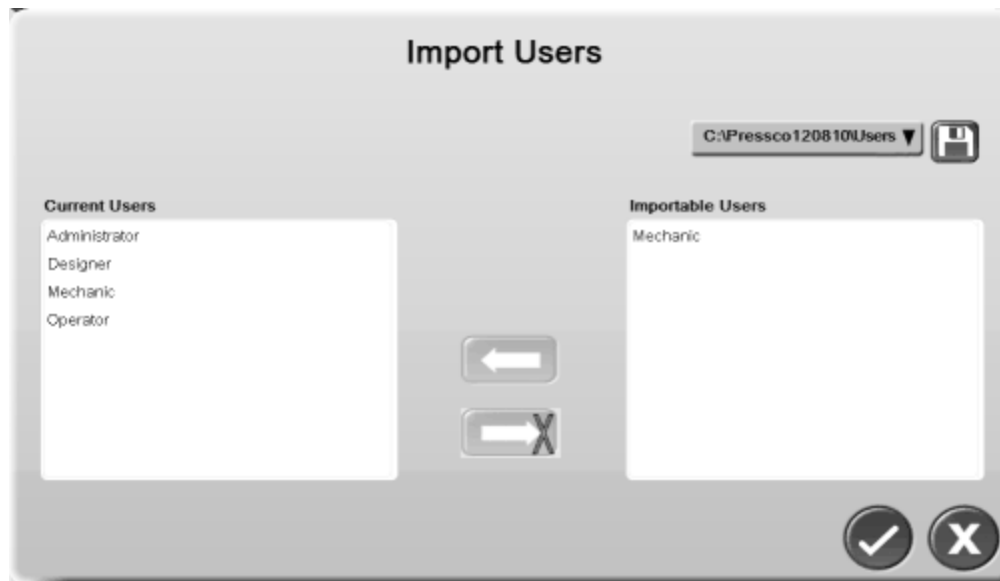 Import Users
C:\Pressco120810\Users
Current Users
Administrator
Designer
Mechanic
Operator
Importable Users
Mechanic